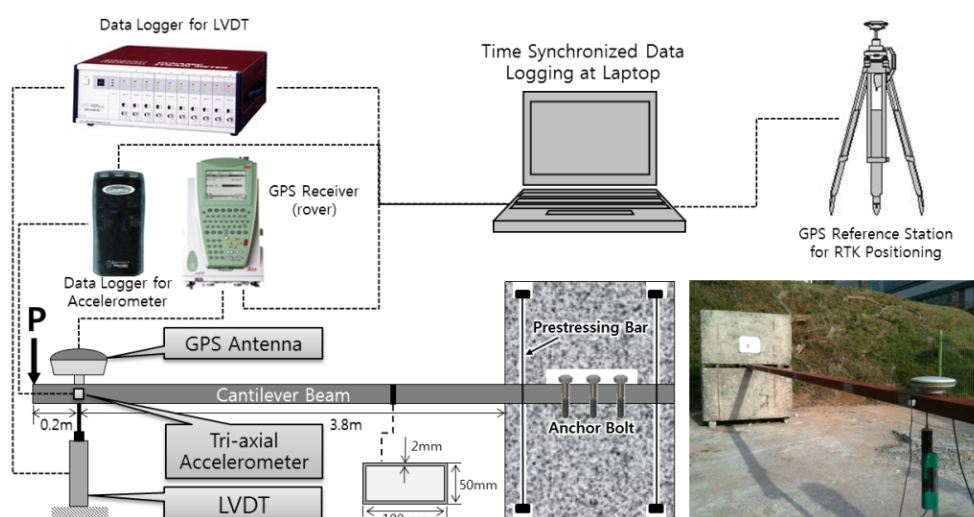 Data Logger for LVDT
Time Synchronized Data
Logging at Laptop
GPS Receiver
(rover)
GPS Reference Station
for RTK Positioning
Data Logger for
Accelerometer
P
GPS Antenna
Prestressing Bar
Cantilever Beam
0.2m
3.8m
Anchor Bolt
Tri-axial
Accelerometer
2mm
50mm
LVDT